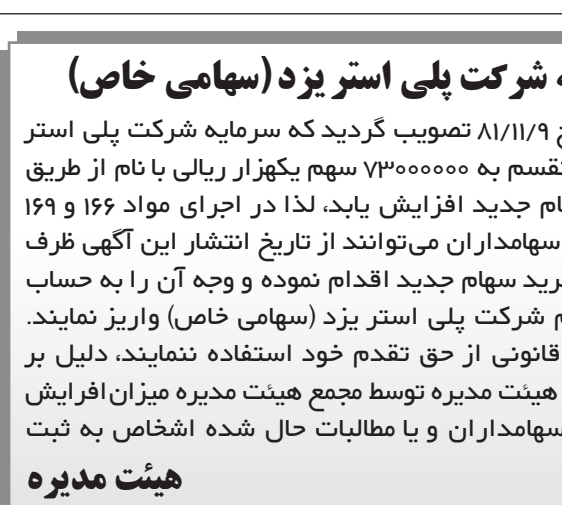 شرکت پلی استر یزد (سهامی خاص)
۸۱/۱۱/۹ تصویب گردید که سرمایه شرکت پلی استر
به ۷۳۰۰۰۰۰۰ سهم یکهزار ریالی با نام از طریق
جدید افزایش یابد، لذا در اجرای مواد ۱۶۶ و ۱۶۹
سهامداران می‌توانند از تاریخ انتشار این آگهی ظرف
سهام جدید اقدام نموده و وجه آن را به حساب
شرکت پلی استر یزد (سهامی خاص) واریز نمایند.
قانونی از حق تقدم خود استفاده ننمایند، دلیل بر
هیئت مدیره توسط مجمع هیئت مدیره میزان افرایش
سهامداران و یا مطالبات حال شده اشخاص به ثبت
هیئت مدیره